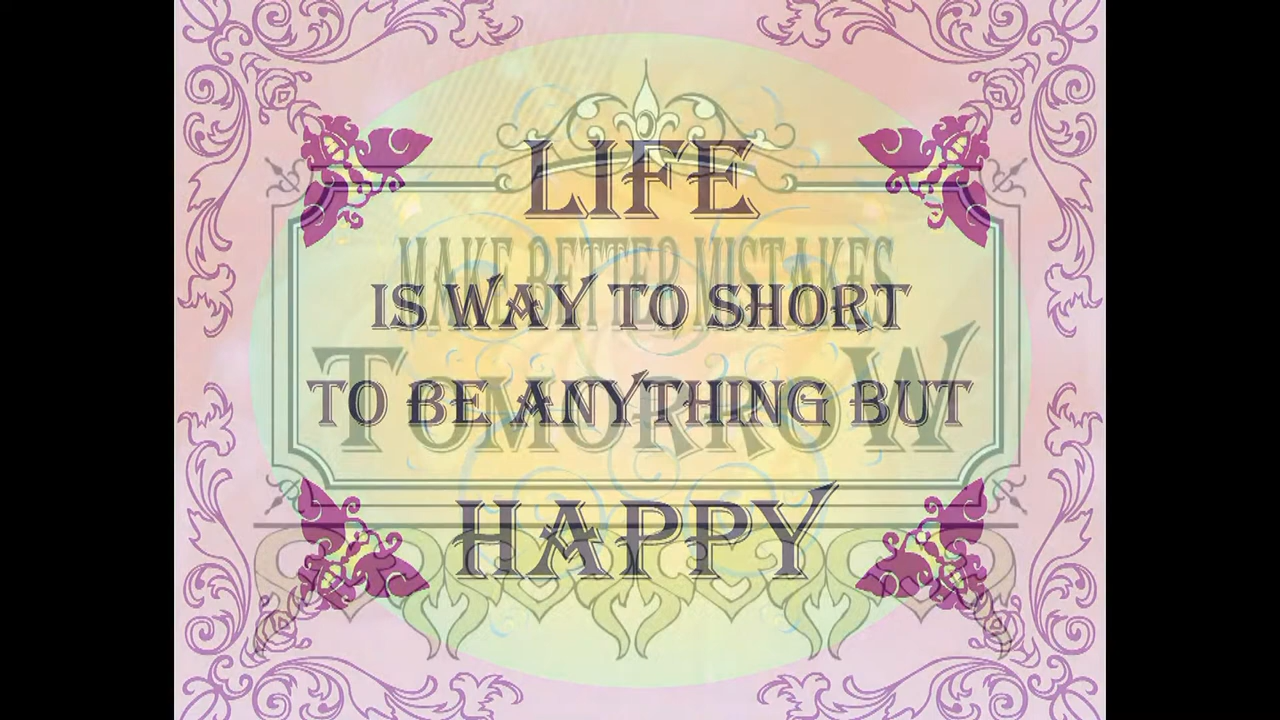 LIFE
MAKE BETTER MISTAKES
IS WAY TO SHORT
TOMORROW
TO BE ANYTHING BUT
HAPPY